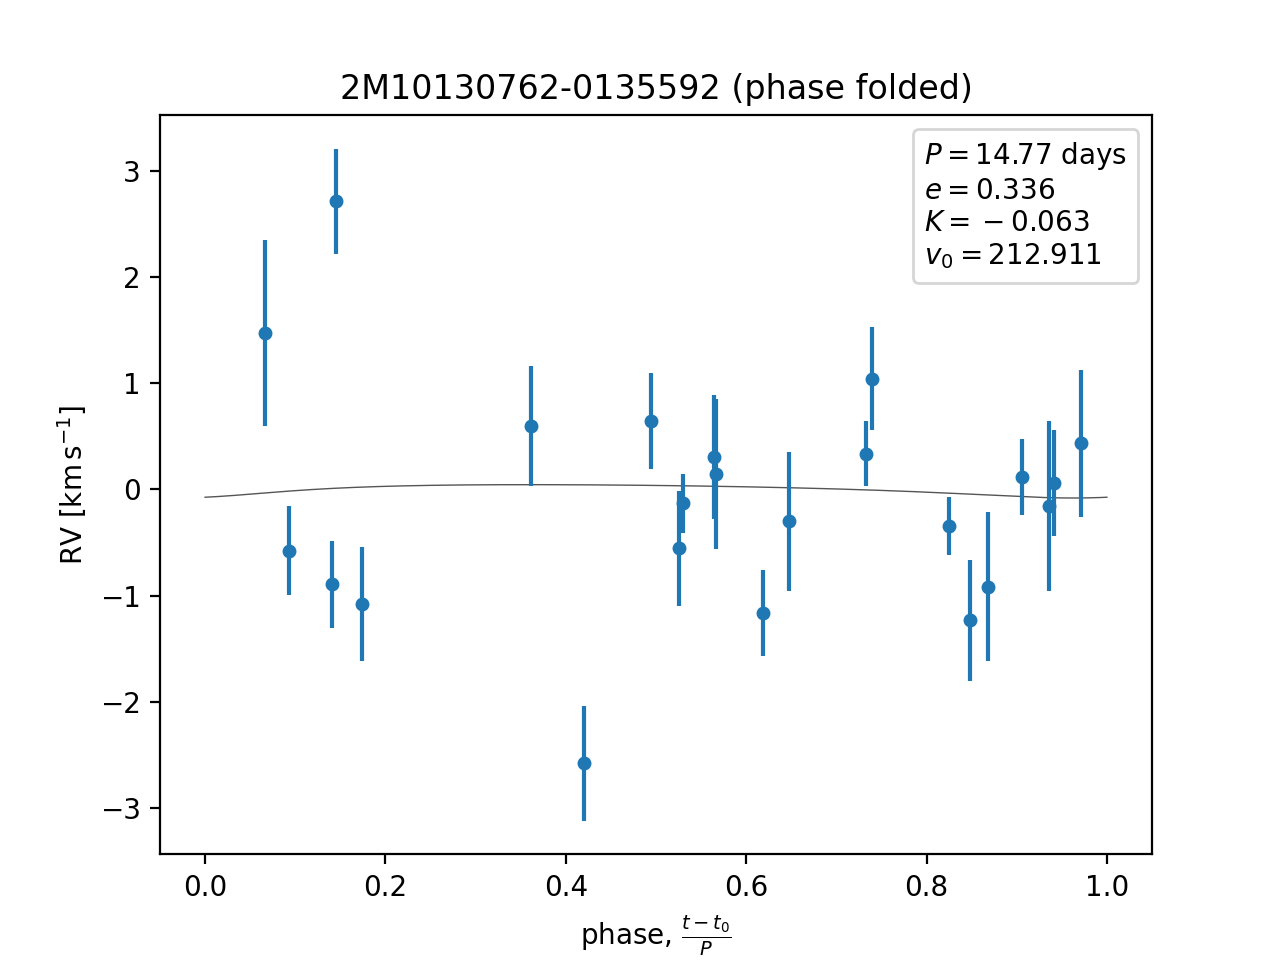 2M10130762-0135592 (phase folded)
P = 14.77 days
e = 0.336
K = −0.063
v₀ = 212.911
3
2
1
0
−1
−2
−3
RV [km s⁻¹]
0.0 0.2 0.4 0.6 0.8 1.0
phase, \frac{t − t₀}{P}